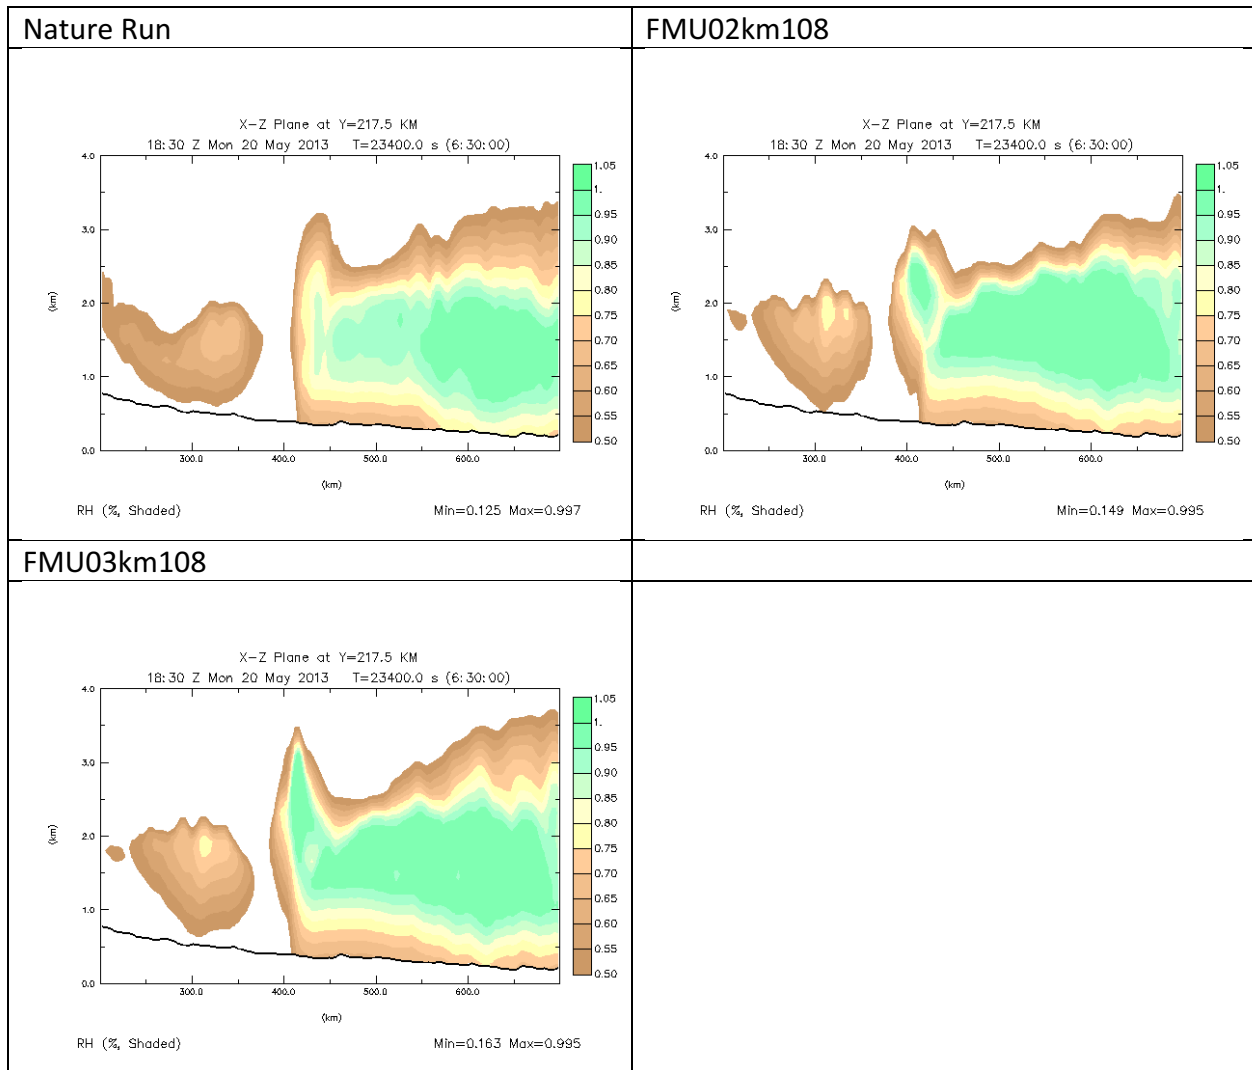 Nature Run
FMU02km108
X-Z Plane at Y=217.5 KM
18:30 Z Mon 20 May 2013 T=23400.0 s (6:30:00)
4.0
3.0
2.0
1.0
0.0
(km)
300.0 400.0 500.0 600.0
(km)
1.05
1.
0.95
0.90
0.85
0.80
0.75
0.70
0.65
0.60
0.55
0.50
RH (%, Shaded) Min=0.125 Max=0.997
X-Z Plane at Y=217.5 KM
18:30 Z Mon 20 May 2013 T=23400.0 s (6:30:00)
4.0
3.0
2.0
1.0
0.0
(km)
300.0 400.0 500.0 600.0
(km)
1.05
1.
0.95
0.90
0.85
0.80
0.75
0.70
0.65
0.60
0.55
0.50
RH (%, Shaded) Min=0.149 Max=0.995
FMU03km108
X-Z Plane at Y=217.5 KM
18:30 Z Mon 20 May 2013 T=23400.0 s (6:30:00)
4.0
3.0
2.0
1.0
0.0
(km)
300.0 400.0 500.0 600.0
(km)
1.05
1.
0.95
0.90
0.85
0.80
0.75
0.70
0.65
0.60
0.55
0.50
RH (%, Shaded) Min=0.163 Max=0.995